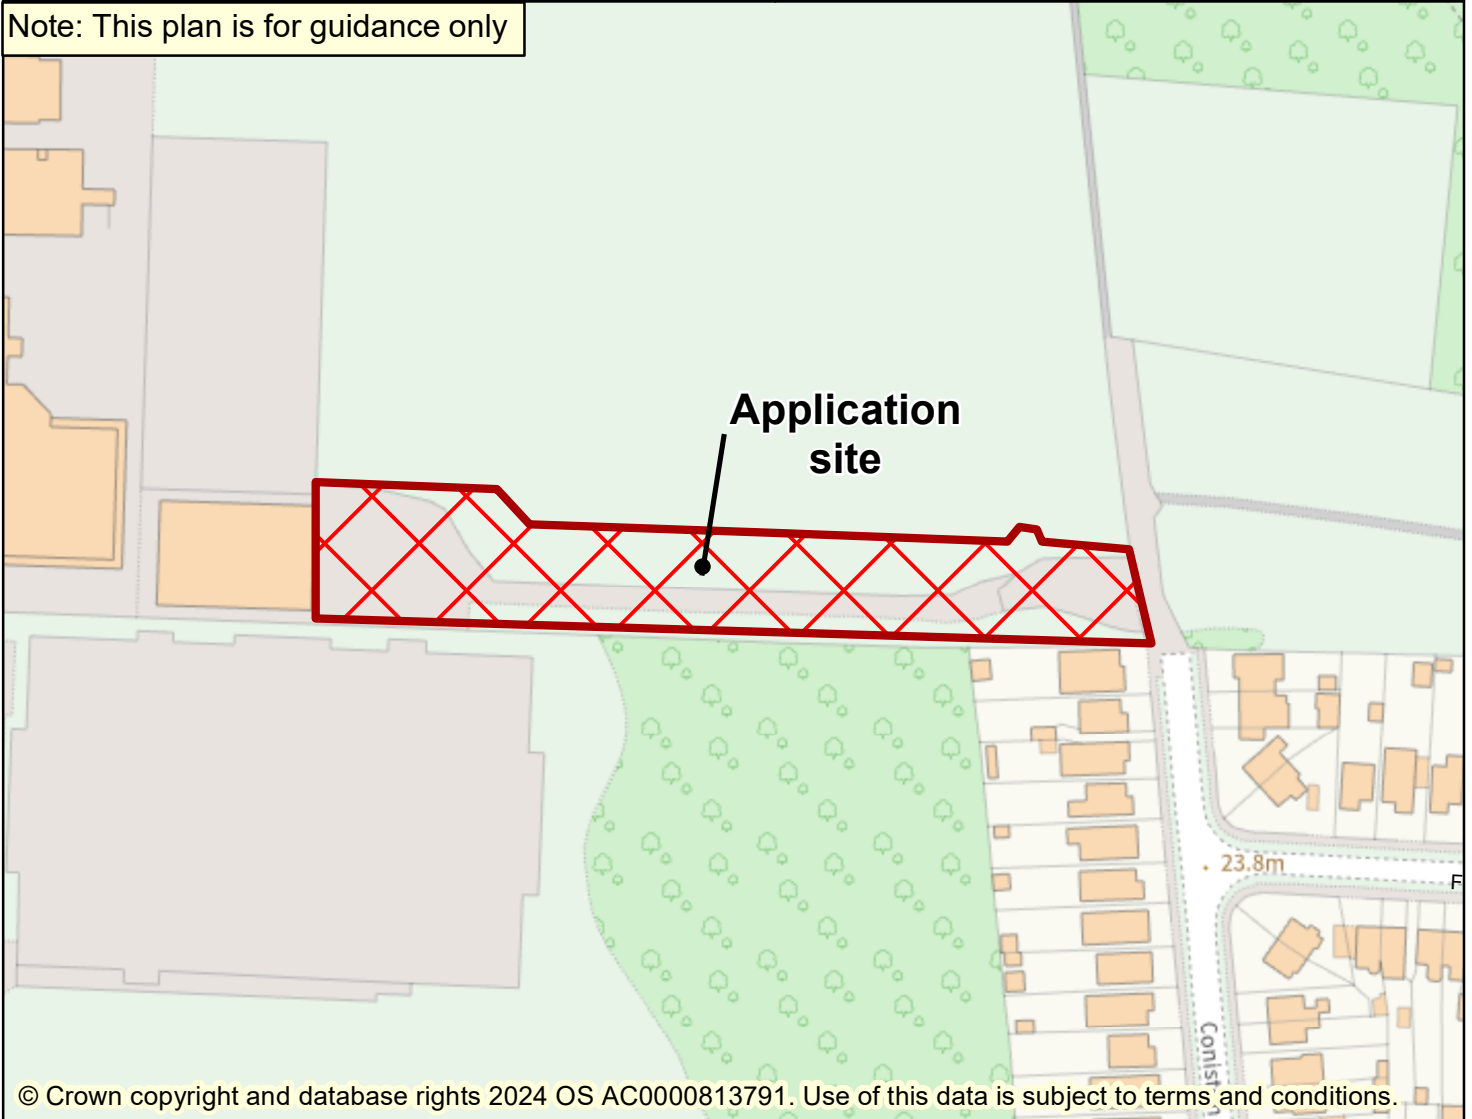 Note: This plan is for guidance only
Application
site
23.8m
F
Conist
© Crown copyright and database rights 2024 OS AC0000813791. Use of this data is subject to terms and conditions.